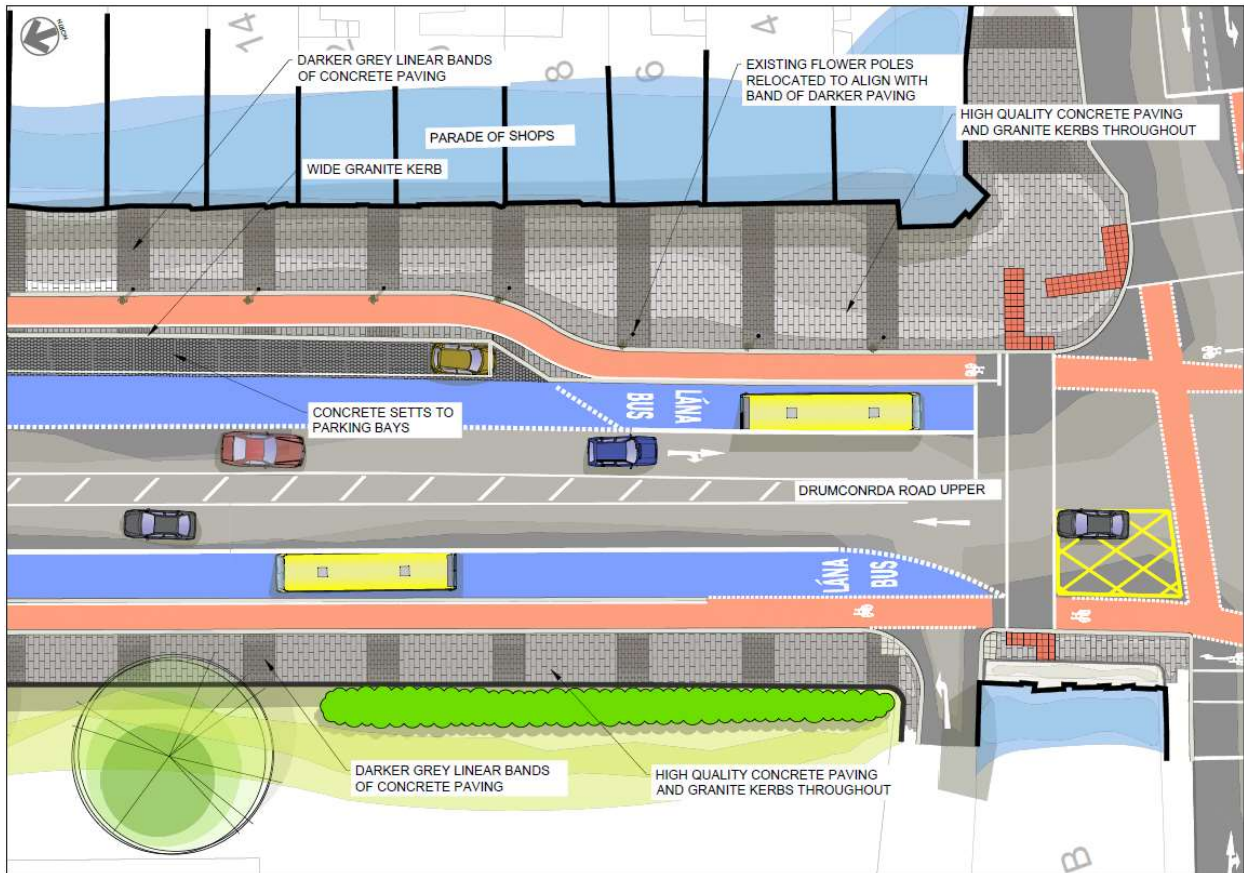 NORTH
14
8
6
4
DARKER GREY LINEAR BANDS
OF CONCRETE PAVING
EXISTING FLOWER POLES
RELOCATED TO ALIGN WITH
BAND OF DARKER PAVING
HIGH QUALITY CONCRETE PAVING
AND GRANITE KERBS THROUGHOUT
PARADE OF SHOPS
WIDE GRANITE KERB
CONCRETE SETTS TO
PARKING BAYS
LÁNA
BUS
DRUMCONRDA ROAD UPPER
LÁNA
BUS
DARKER GREY LINEAR BANDS
OF CONCRETE PAVING
HIGH QUALITY CONCRETE PAVING
AND GRANITE KERBS THROUGHOUT
B